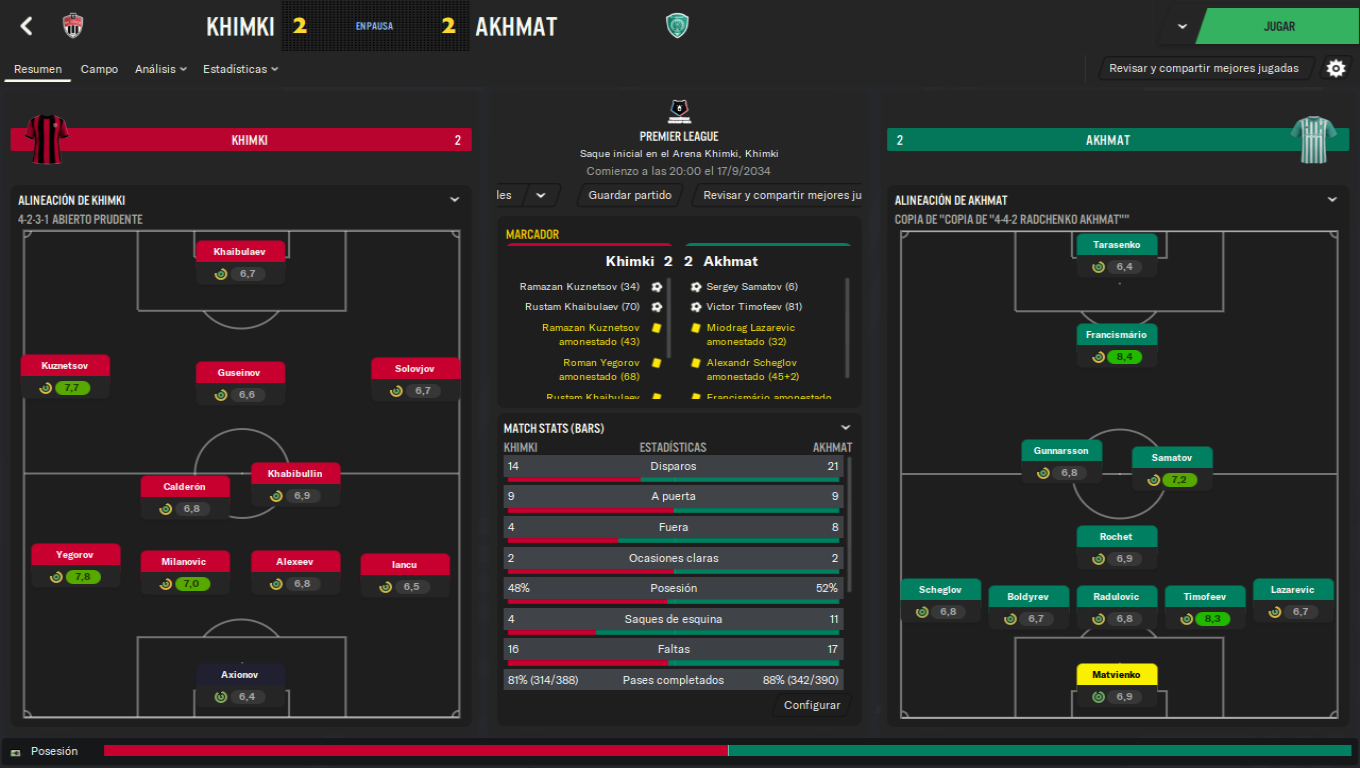 KHIMKI 2 EN PAUSA 2 AKHMAT
JUGAR
Resumen Campo Análisis Estadísticas
Revisar y compartir mejores jugadas
KHIMKI 2
ALINEACIÓN DE KHIMKI
4-2-3-1 ABIERTO PRUDENTE
Khaibulaev
6,7
Kuznetsov
7,7
Guseinov
6,6
Solovjov
6,7
Calderón
6,8
Khabibullin
6,9
Yegorov
7,8
Milanovic
7,0
Alexeev
6,8
Iancu
6,5
Axionov
6,4
PREMIER LEAGUE
Saque inicial en el Arena Khimki, Khimki
Comienzo a las 20:00 el 17/9/2034
les
Guardar partido
Revisar y compartir mejores ju
MARCADOR
Khimki 2 2 Akhmat
Ramazan Kuznetsov (34)
Sergey Samatov (6)
Rustam Khaibulaev (70)
Victor Timofeev (81)
Ramazan Kuznetsov
amonestado (43)
Miodrag Lazarevic
amonestado (32)
Roman Yegorov
amonestado (68)
Alexandr Scheglov
amonestado (45+2)
Rustam Khaibulaev
Francismário amonestado
MATCH STATS (BARS)
KHIMKI ESTADÍSTICAS AKHMAT
14 Disparos 21
9 A puerta 9
4 Fuera 8
2 Ocasiones claras 2
48% Posesión 52%
4 Saques de esquina 11
16 Faltas 17
81% (314/388) Pases completados 88% (342/390)
Configurar
2 AKHMAT
ALINEACIÓN DE AKHMAT
COPIA DE "COPIA DE "4-4-2 RADCHENKO AKHMAT""
Tarasenko
6,4
Francismário
8,4
Gunnarsson
6,8
Samatov
7,2
Rochet
6,9
Scheglov
6,8
Boldyrev
6,7
Radulovic
6,8
Timofeev
8,3
Lazarevic
6,7
Matvienko
6,9
Posesión